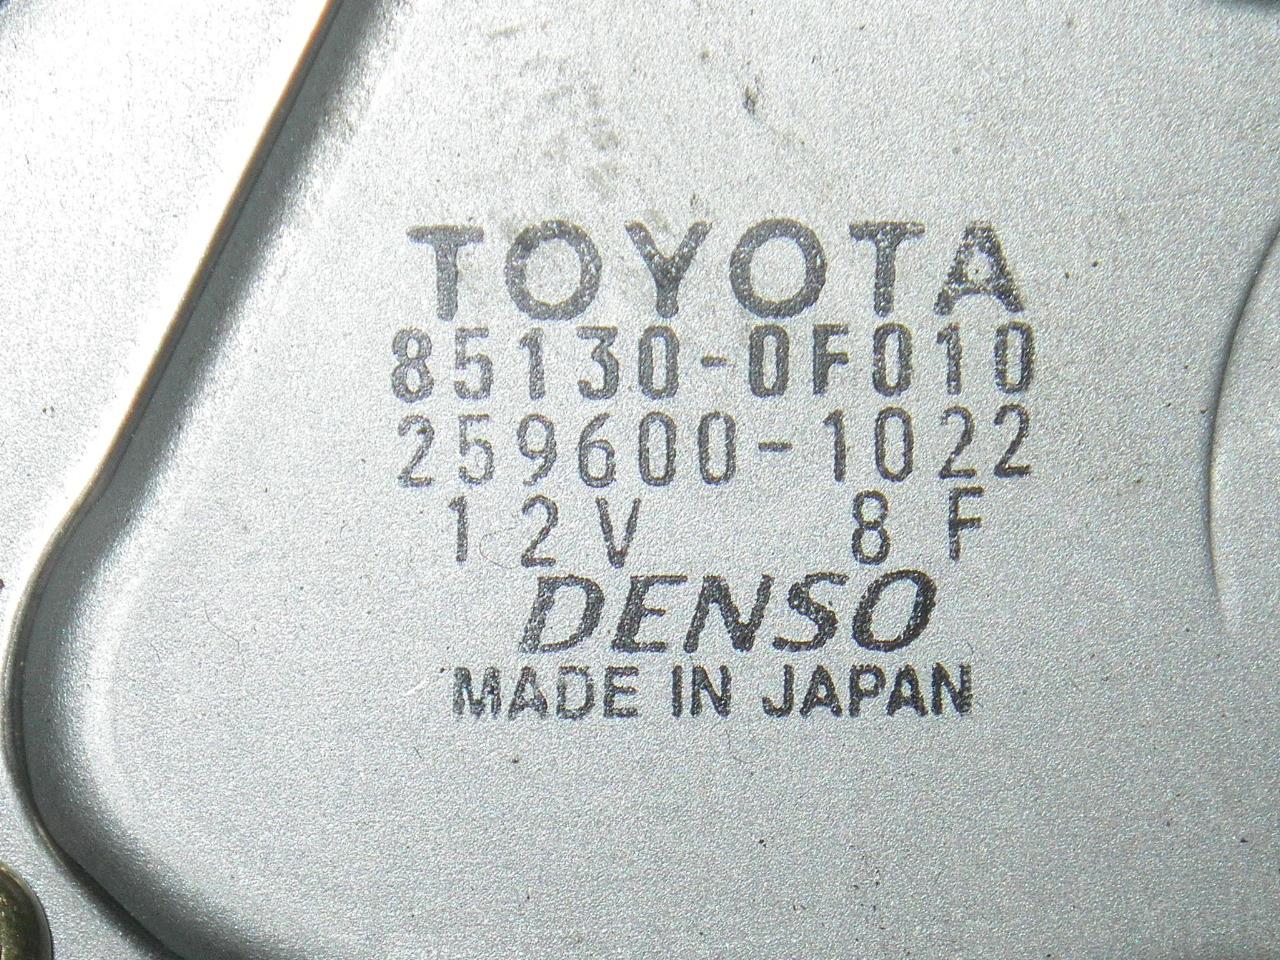 TOYOTA
85130-0F010
259600-1022
12V 8F
DENSO
MADE IN JAPAN